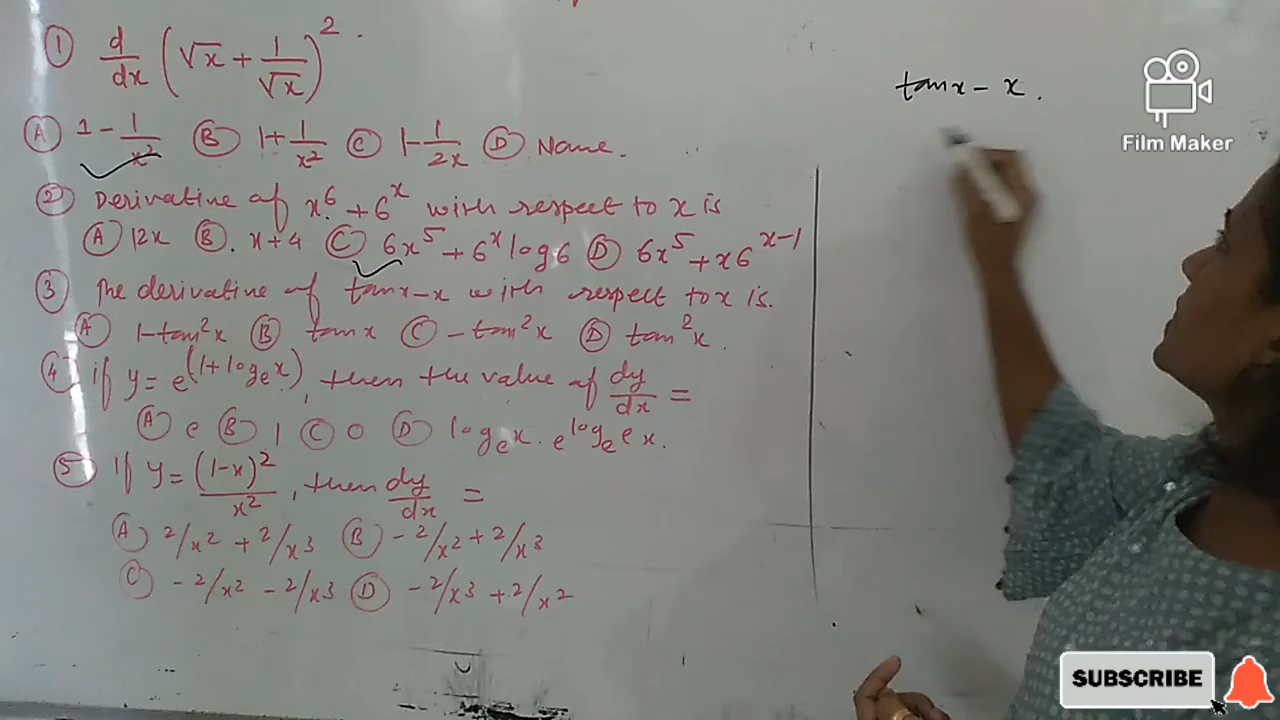 ① d/dx (√x + 1/√x)² .
Ⓐ 1 - 1/x² Ⓑ 1 + 1/x² Ⓒ 1 - 1/2x Ⓓ None.
② Derivative of x⁶ + 6ˣ with respect to x is
Ⓐ 12x Ⓑ . x+4 Ⓒ 6x⁵ + 6ˣ log 6 Ⓓ 6x⁵ + x6ˣ⁻¹
③ The derivative of tanx-x with respect to x is.
Ⓐ 1-tan²x Ⓑ tanx Ⓒ -tan²x Ⓓ tan²x.
④ if y = e^(1+logₑx), then the value of dy/dx =
Ⓐ e Ⓑ 1 Ⓒ 0 Ⓓ logₑx . e^logₑex.
⑤ If y = (1-x)²/x², then dy/dx =
Ⓐ 2/x² + 2/x³ Ⓑ -2/x² + 2/x³
Ⓒ -2/x² - 2/x³ Ⓓ -2/x³ + 2/x²
tanx - x .
Film Maker
SUBSCRIBE